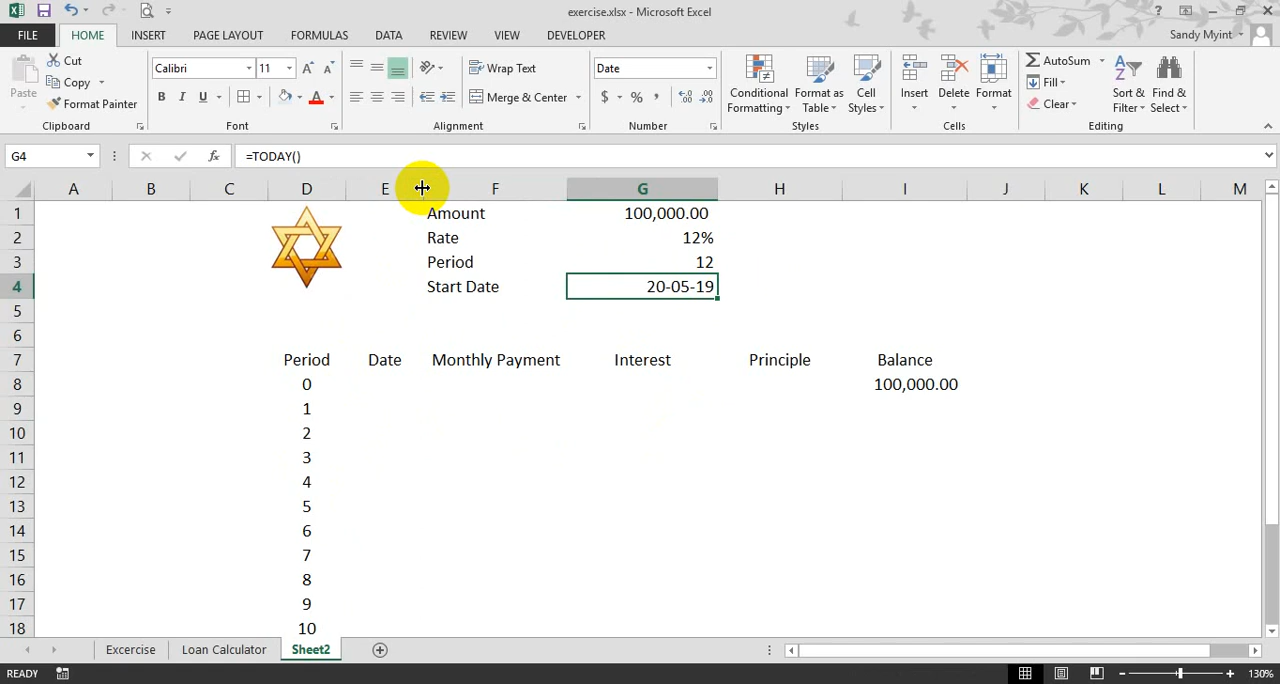 exercise.xlsx - Microsoft Excel
FILE HOME INSERT PAGE LAYOUT FORMULAS DATA REVIEW VIEW DEVELOPER Sandy Myint
Paste Cut Copy Format Painter Clipboard
Calibri 11 B I U A Font
Wrap Text Merge & Center Alignment
Date $ % , Number
Conditional Formatting Format as Table Cell Styles Styles
Insert Delete Format Cells
AutoSum Fill Clear Sort & Filter Find & Select Editing
G4 fx =TODAY()
A B C D E F G H I J K L M
1 Amount 100,000.00
2 Rate 12%
3 Period 12
4 Start Date 20-05-19
5
6
7 Period Date Monthly Payment Interest Principle Balance
8 0 100,000.00
9 1
10 2
11 3
12 4
13 5
14 6
15 7
16 8
17 9
18 10
Excercise Loan Calculator Sheet2
READY 130%